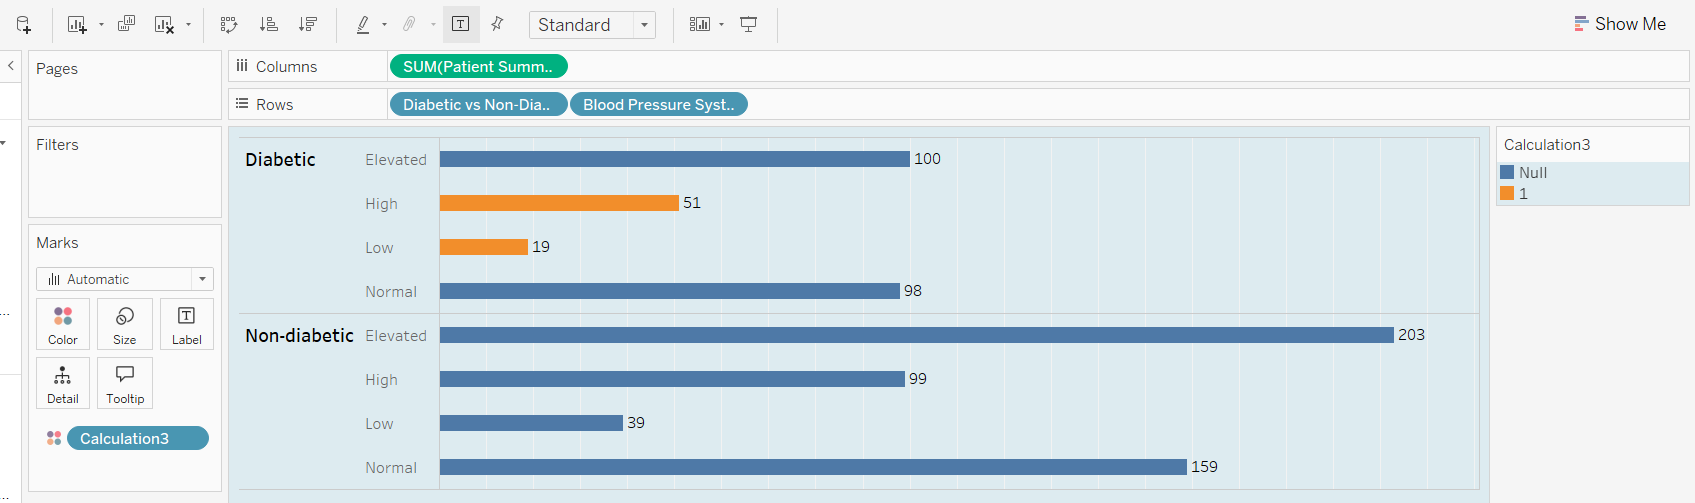 Standard
Show Me
Pages
Columns
SUM(Patient Summ..
Rows
Diabetic vs Non-Dia..
Blood Pressure Syst..
Filters
Marks
Automatic
Color
Size
Label
Detail
Tooltip
Calculation3
Diabetic
Elevated
100
High
51
Low
19
Normal
98
Non-diabetic
Elevated
203
High
99
Low
39
Normal
159
Calculation3
Null
1